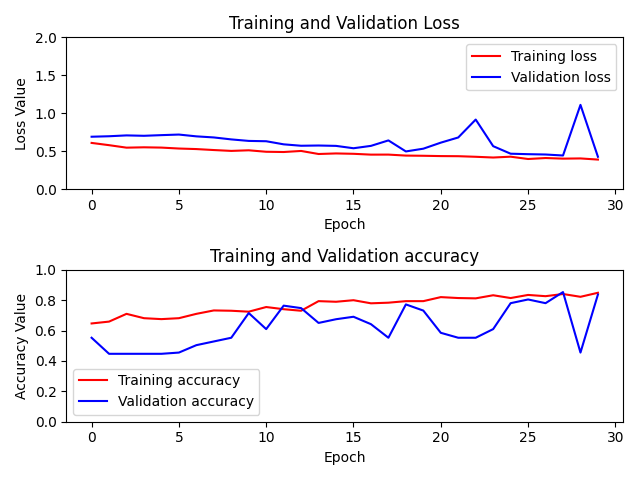 Training and Validation Loss
2.0
1.5
1.0
0.5
0.0
Loss Value
Training loss
Validation loss
0 5 10 15 20 25 30
Epoch
Training and Validation accuracy
1.0
0.8
0.6
0.4
0.2
0.0
Accuracy Value
Training accuracy
Validation accuracy
0 5 10 15 20 25 30
Epoch